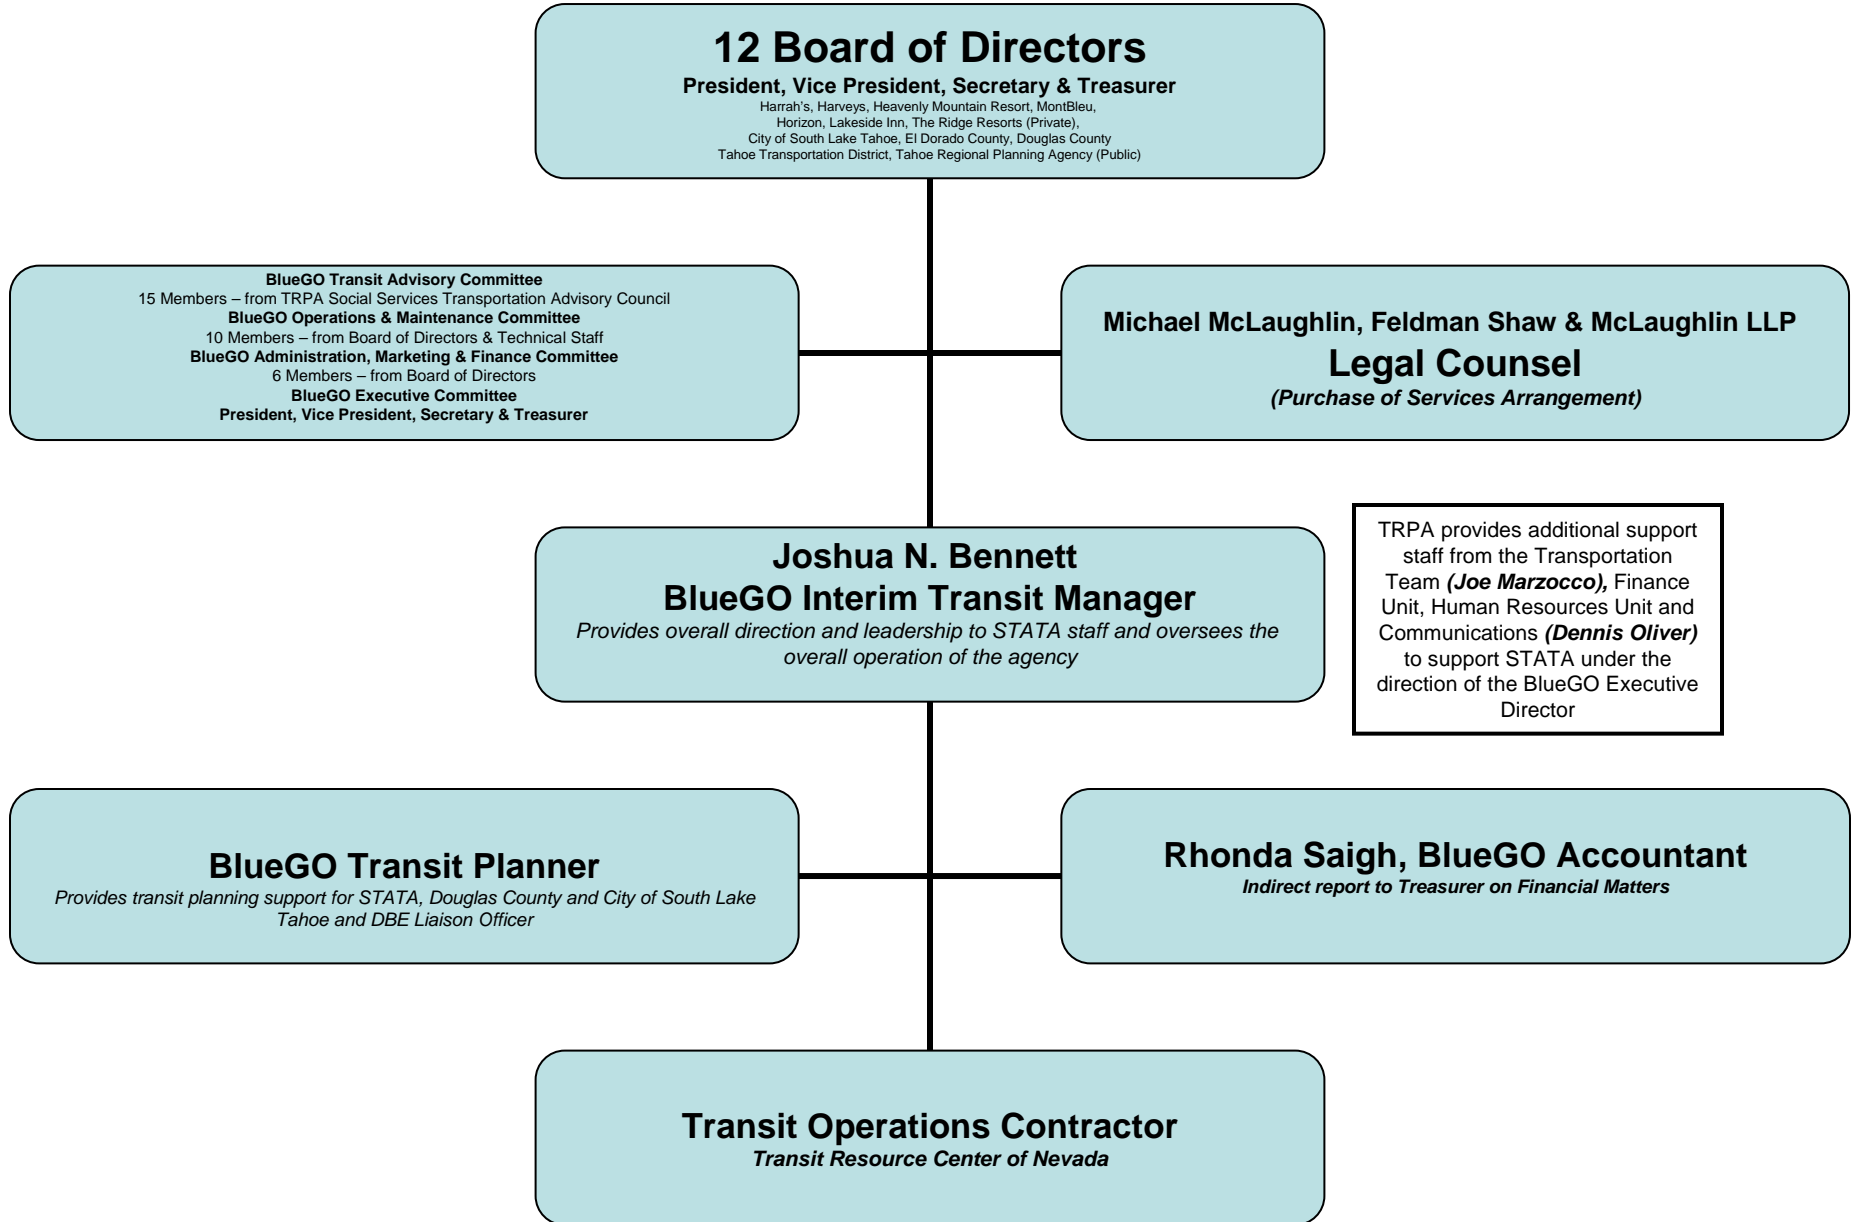 12 Board of Directors
President, Vice President, Secretary & Treasurer
Harrah's, Harveys, Heavenly Mountain Resort, MontBleu,
Horizon, Lakeside Inn, The Ridge Resorts (Private),
City of South Lake Tahoe, El Dorado County, Douglas County
Tahoe Transportation District, Tahoe Regional Planning Agency (Public)
BlueGO Transit Advisory Committee
15 Members – from TRPA Social Services Transportation Advisory Council
BlueGO Operations & Maintenance Committee
10 Members – from Board of Directors & Technical Staff
BlueGO Administration, Marketing & Finance Committee
6 Members – from Board of Directors
BlueGO Executive Committee
President, Vice President, Secretary & Treasurer
Michael McLaughlin, Feldman Shaw & McLaughlin LLP
Legal Counsel
(Purchase of Services Arrangement)
Joshua N. Bennett
BlueGO Interim Transit Manager
Provides overall direction and leadership to STATA staff and oversees the
overall operation of the agency
TRPA provides additional support
staff from the Transportation
Team (Joe Marzocco), Finance
Unit, Human Resources Unit and
Communications (Dennis Oliver)
to support STATA under the
direction of the BlueGO Executive
Director
BlueGO Transit Planner
Provides transit planning support for STATA, Douglas County and City of South Lake
Tahoe and DBE Liaison Officer
Rhonda Saigh, BlueGO Accountant
Indirect report to Treasurer on Financial Matters
Transit Operations Contractor
Transit Resource Center of Nevada